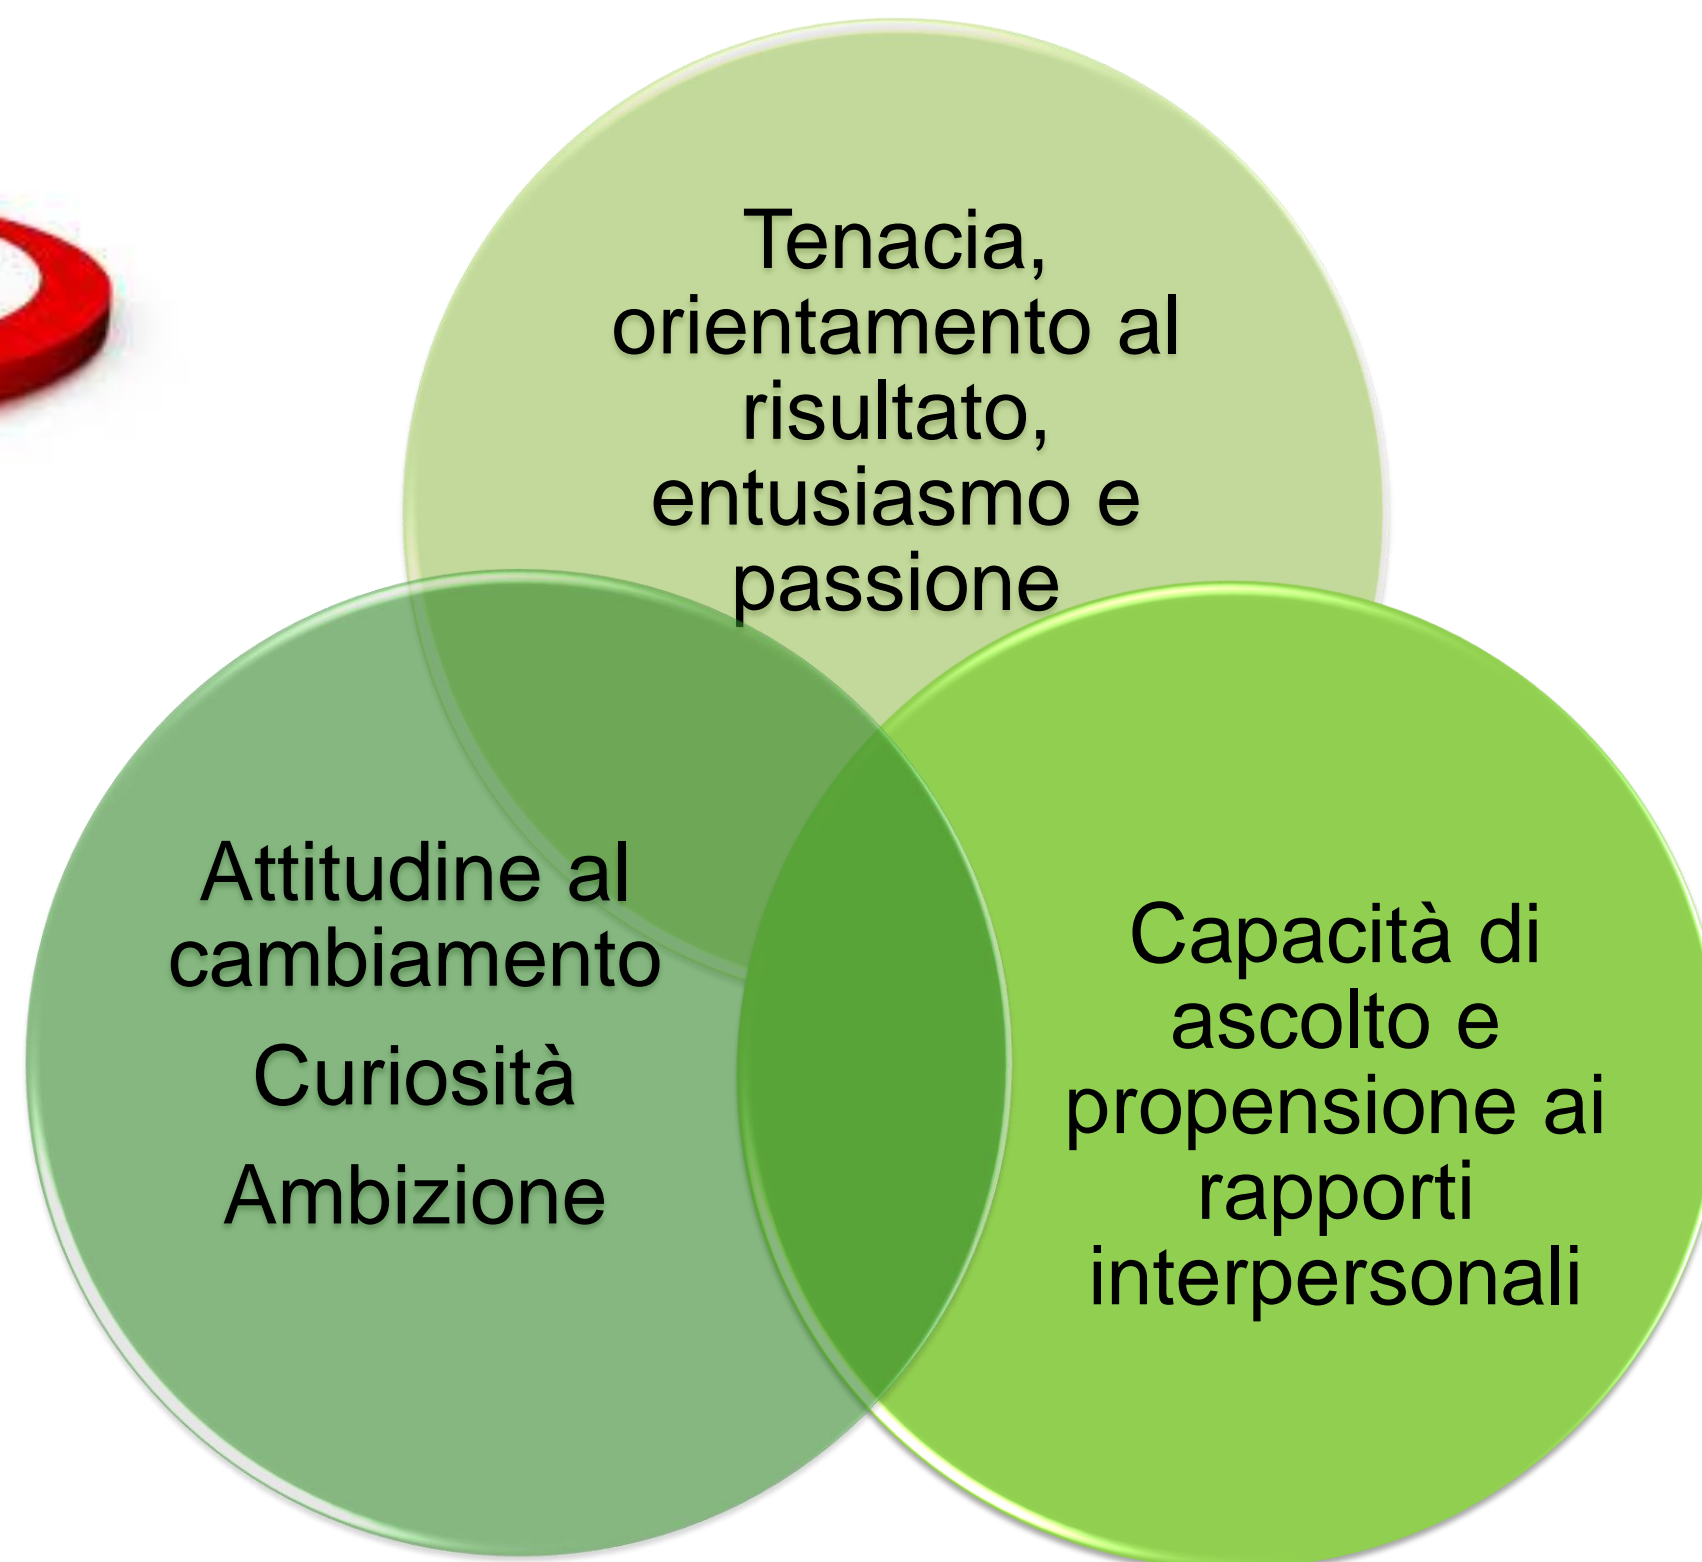 Tenacia,
orientamento al
risultato,
entusiasmo e
passione
Attitudine al
cambiamento
Curiosità
Ambizione
Capacità di
ascolto e
propensione ai
rapporti
interpersonali